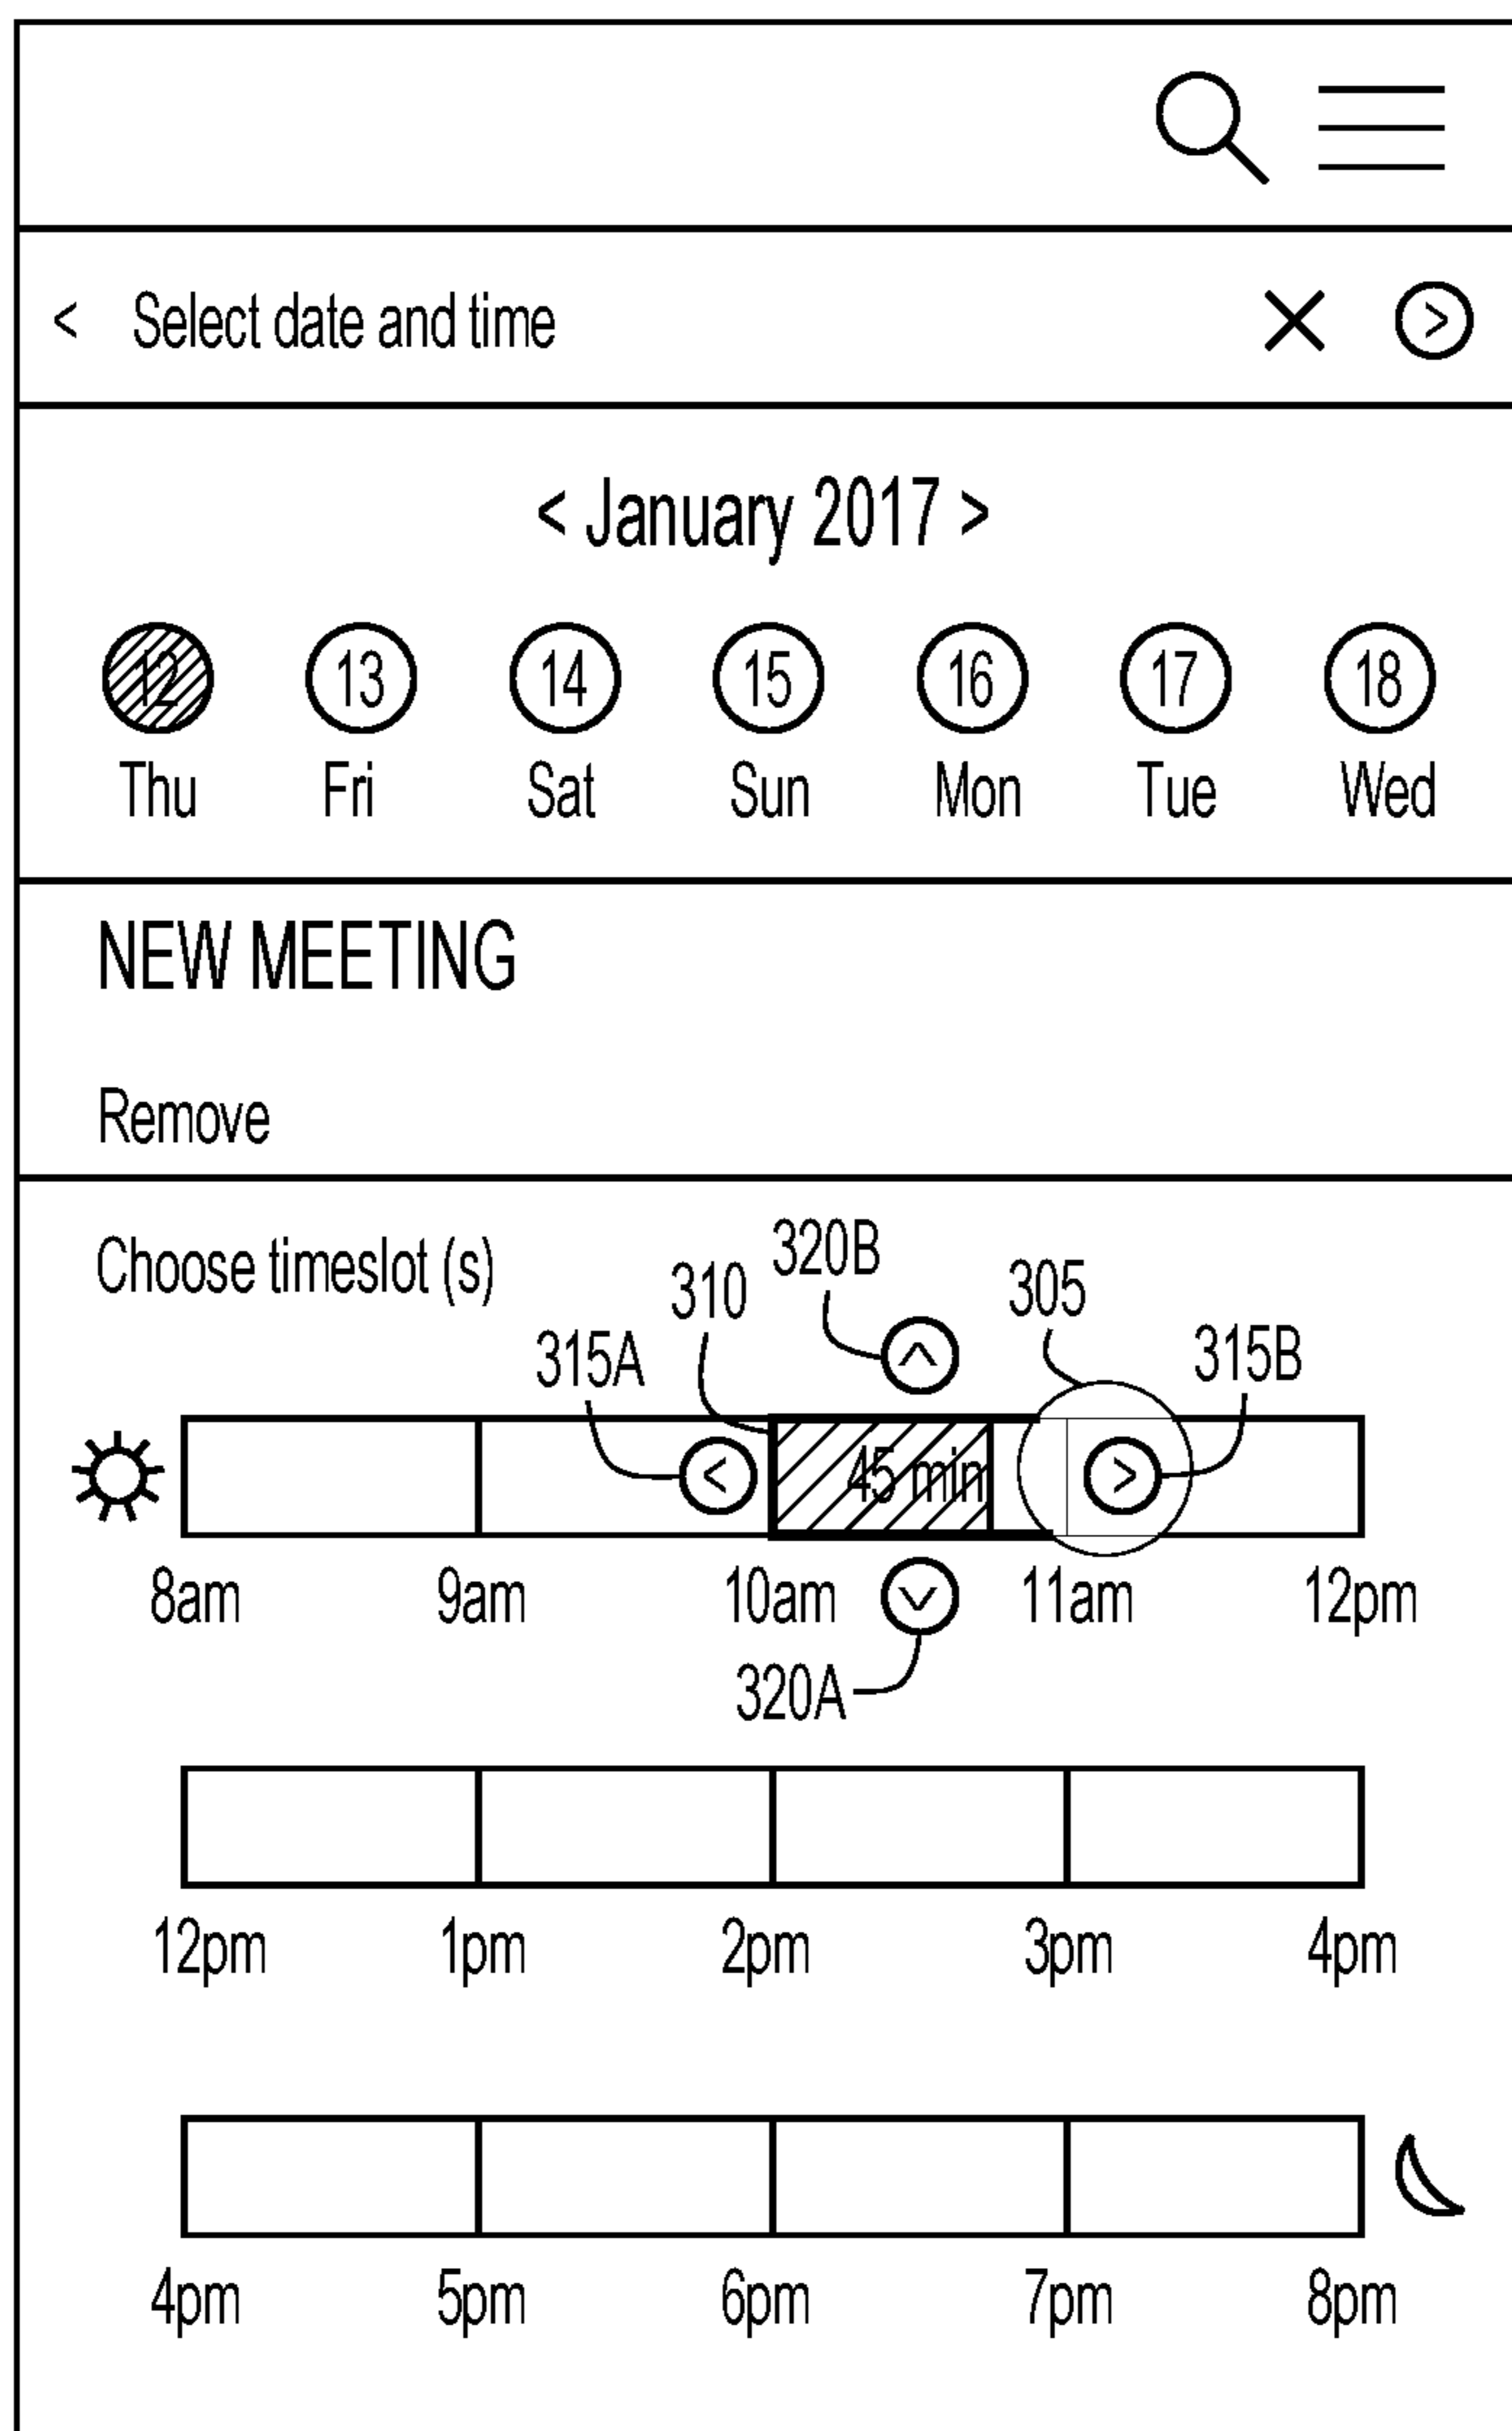 < Select date and time
< January 2017 >
12 13 14 15 16 17 18
Thu Fri Sat Sun Mon Tue Wed
NEW MEETING
Remove
Choose timeslot (s)
320B
310
305
315A
315B
45 min
8am 9am 10am 11am 12pm
320A
12pm 1pm 2pm 3pm 4pm
4pm 5pm 6pm 7pm 8pm